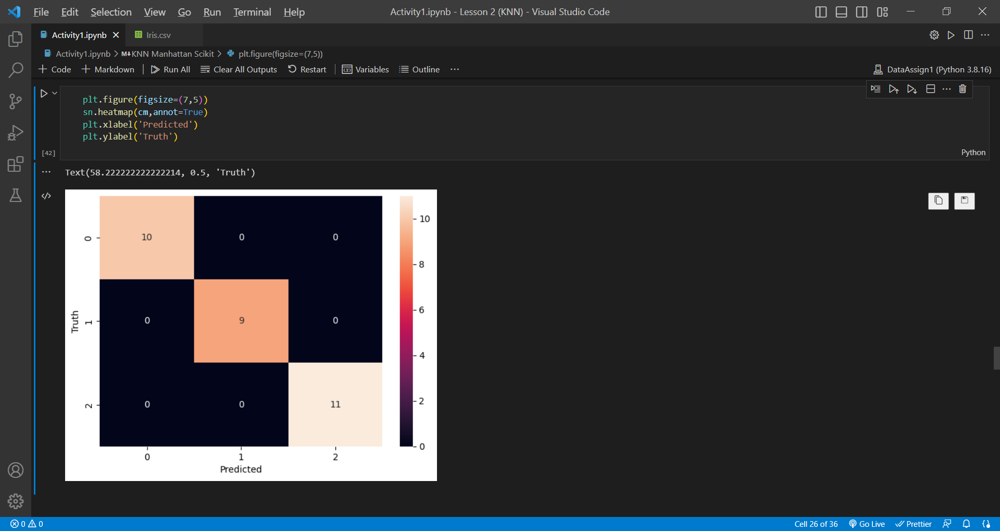 File Edit Selection View Go Run Terminal Help
Activity1.ipynb - Lesson 2 (KNN) - Visual Studio Code
Activity1.ipynb
Iris.csv
Activity1.ipynb > M↓KNN Manhattan Scikit > plt.figure(figsize=(7,5))
+ Code + Markdown | Run All Clear All Outputs Restart | Variables Outline ...
DataAssign1 (Python 3.8.16)
plt.figure(figsize=(7,5))
sn.heatmap(cm,annot=True)
plt.xlabel('Predicted')
plt.ylabel('Truth')
[42]
Python
Text(58.222222222222214, 0.5, 'Truth')
10 0 0
0 9 0
0 0 11
0
1
2
Truth
0 1 2
Predicted
10
8
6
4
2
0
0 0
Cell 26 of 36 Go Live Prettier